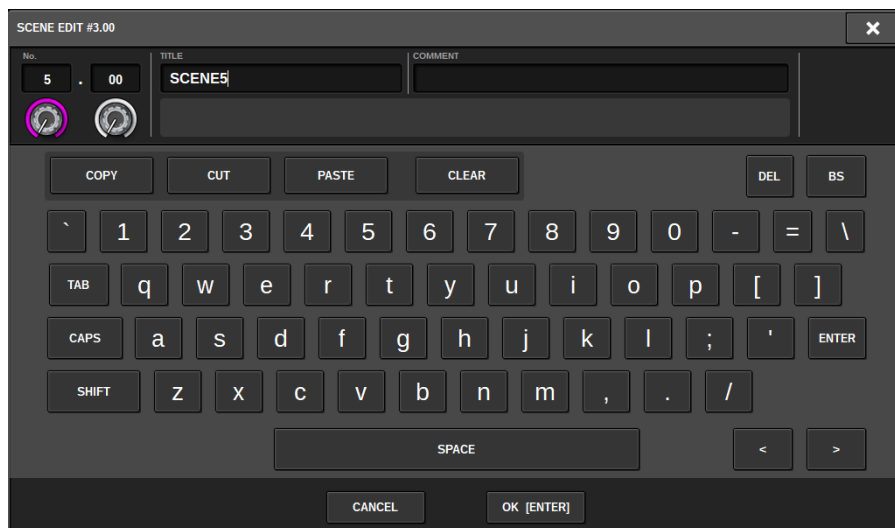 SCENE EDIT #3.00
No. TITLE COMMENT
5 . 00 SCENE5
COPY CUT PASTE CLEAR DEL BS
` 1 2 3 4 5 6 7 8 9 0 - = \
TAB q w e r t y u i o p [ ]
CAPS a s d f g h j k l ; ' ENTER
SHIFT z x c v b n m , . /
SPACE < >
CANCEL OK [ENTER]